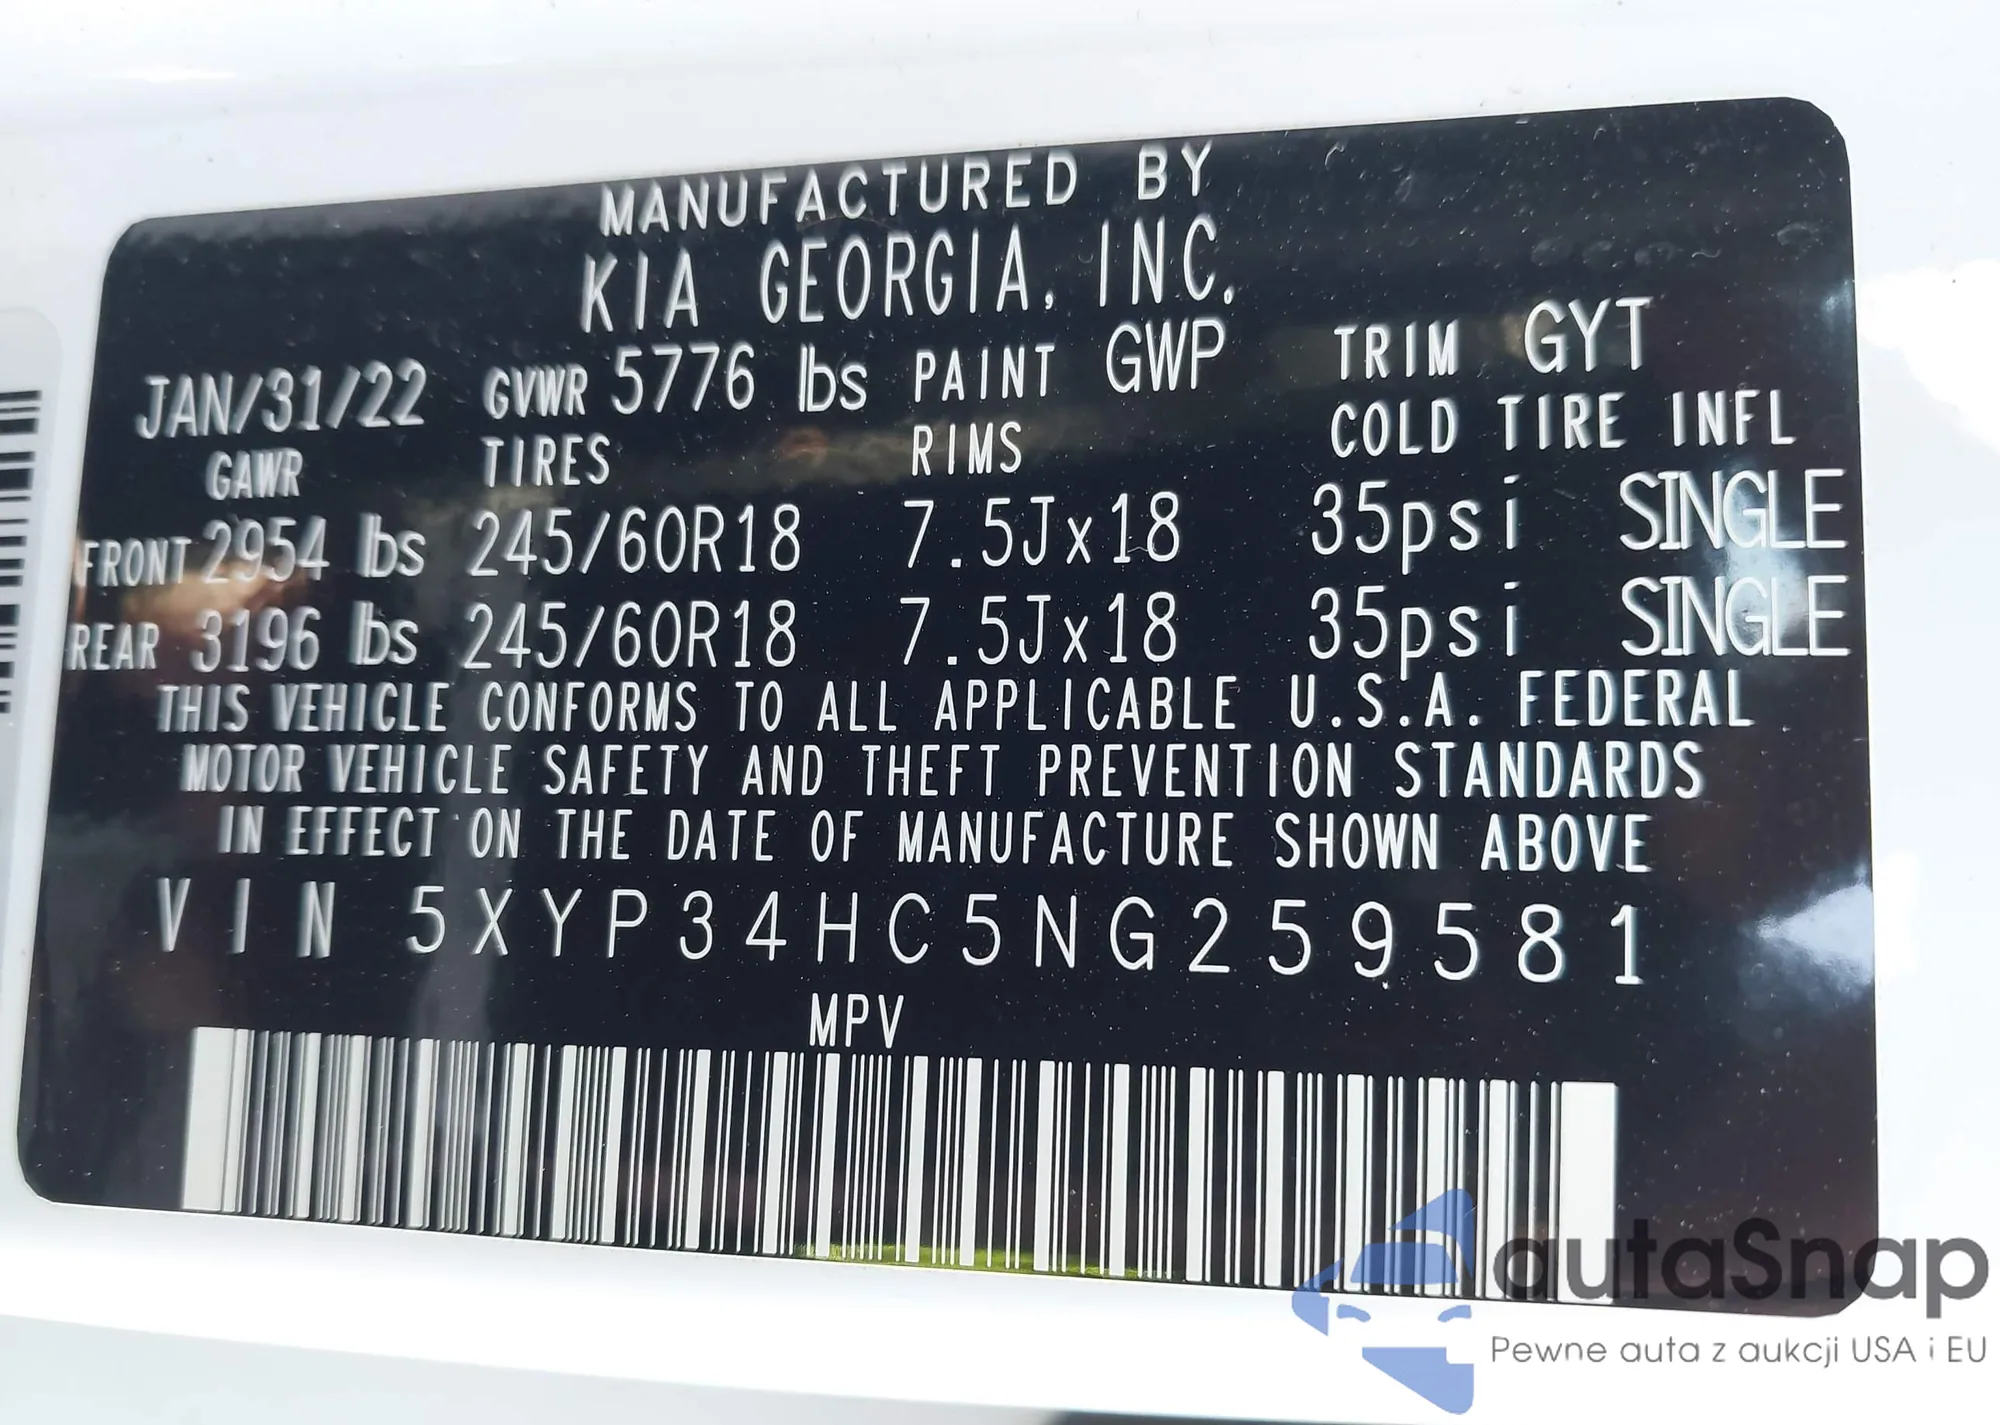 MANUFACTURED BY
KIA GEORGIA, INC.
JAN/31/22 GVWR 5776 lbs PAINT GWP TRIM GYT
GAWR TIRES RIMS COLD TIRE INFL
FRONT 2954 lbs 245/60R18 7.5Jx18 35psi SINGLE
REAR 3196 lbs 245/60R18 7.5Jx18 35psi SINGLE
THIS VEHICLE CONFORMS TO ALL APPLICABLE U.S.A. FEDERAL
MOTOR VEHICLE SAFETY AND THEFT PREVENTION STANDARDS
IN EFFECT ON THE DATE OF MANUFACTURE SHOWN ABOVE
VIN 5XYP34HC5NG259581
MPV
autaSnap
Pewne auta z aukcji USA i EU